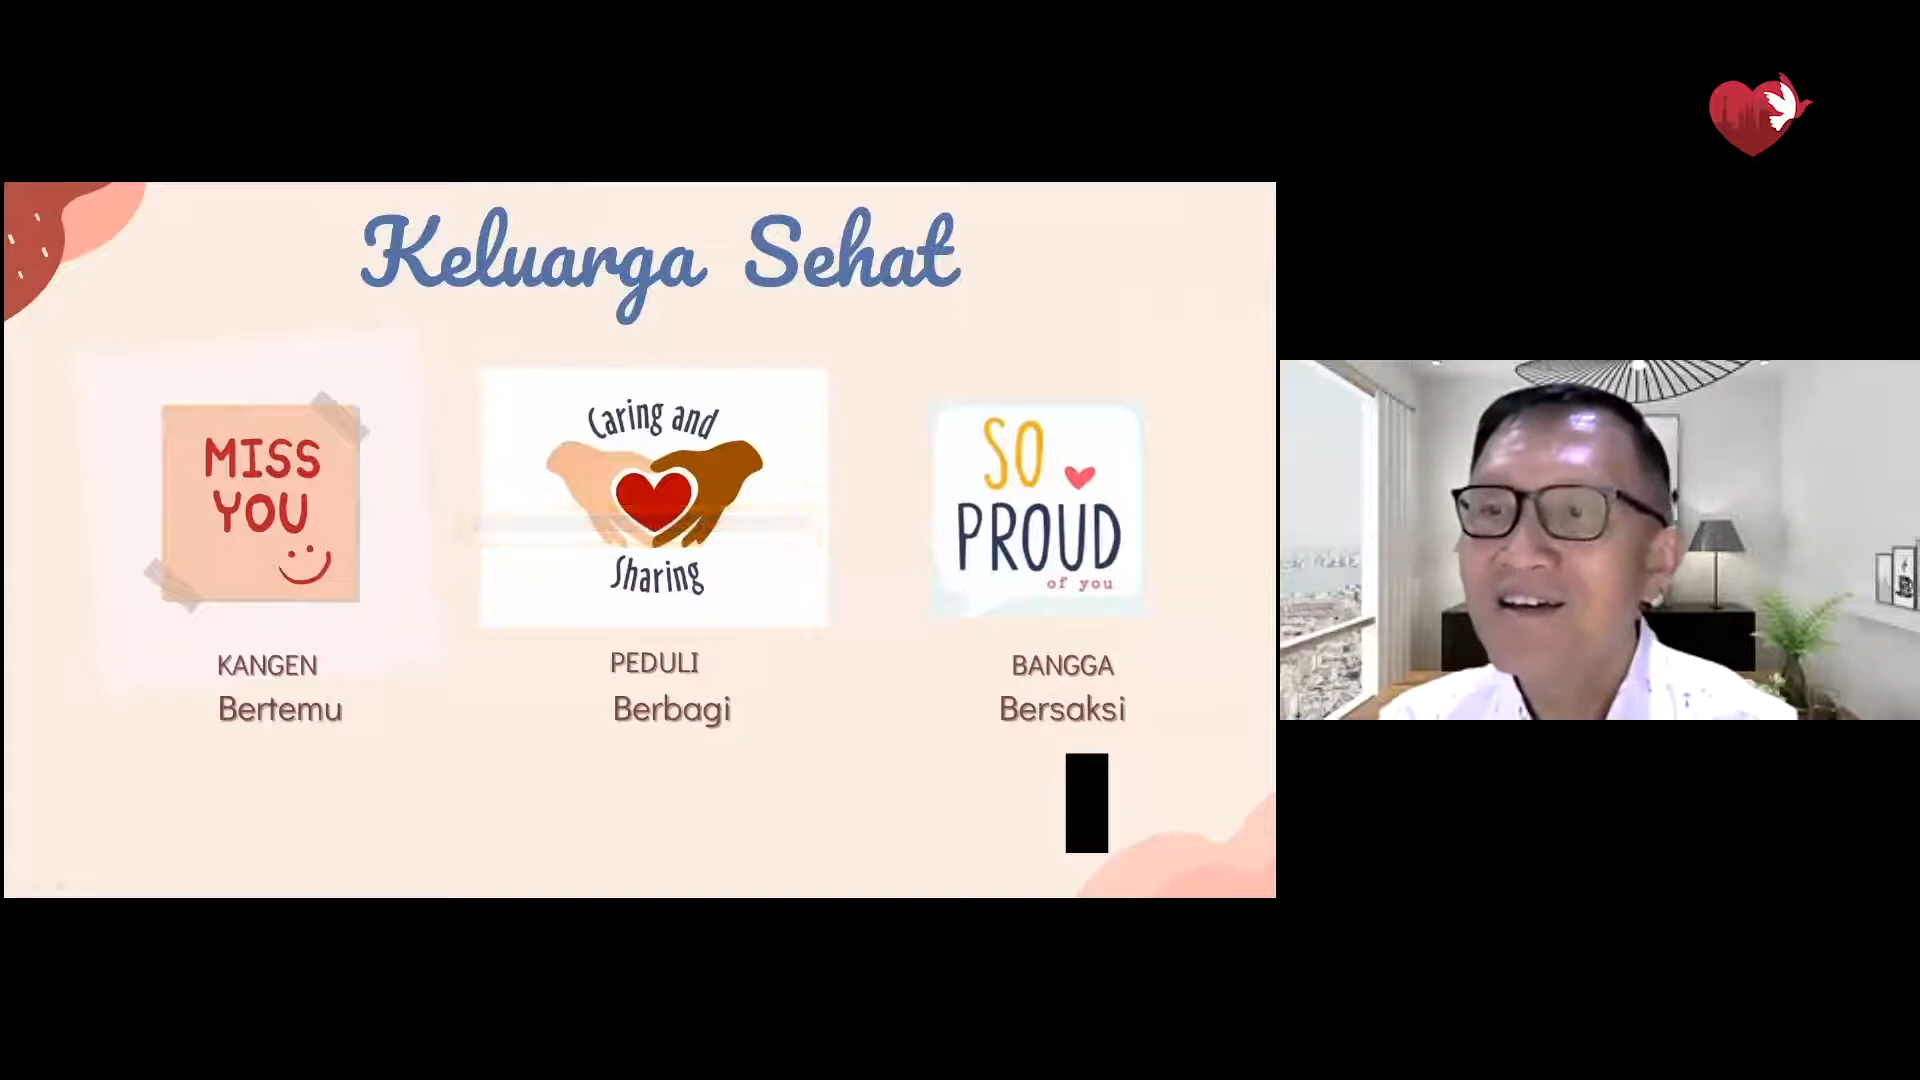 Keluarga Sehat
MISS
YOU
Caring and
Sharing
SO
PROUD
of you
KANGEN
Bertemu
PEDULI
Berbagi
BANGGA
Bersaksi